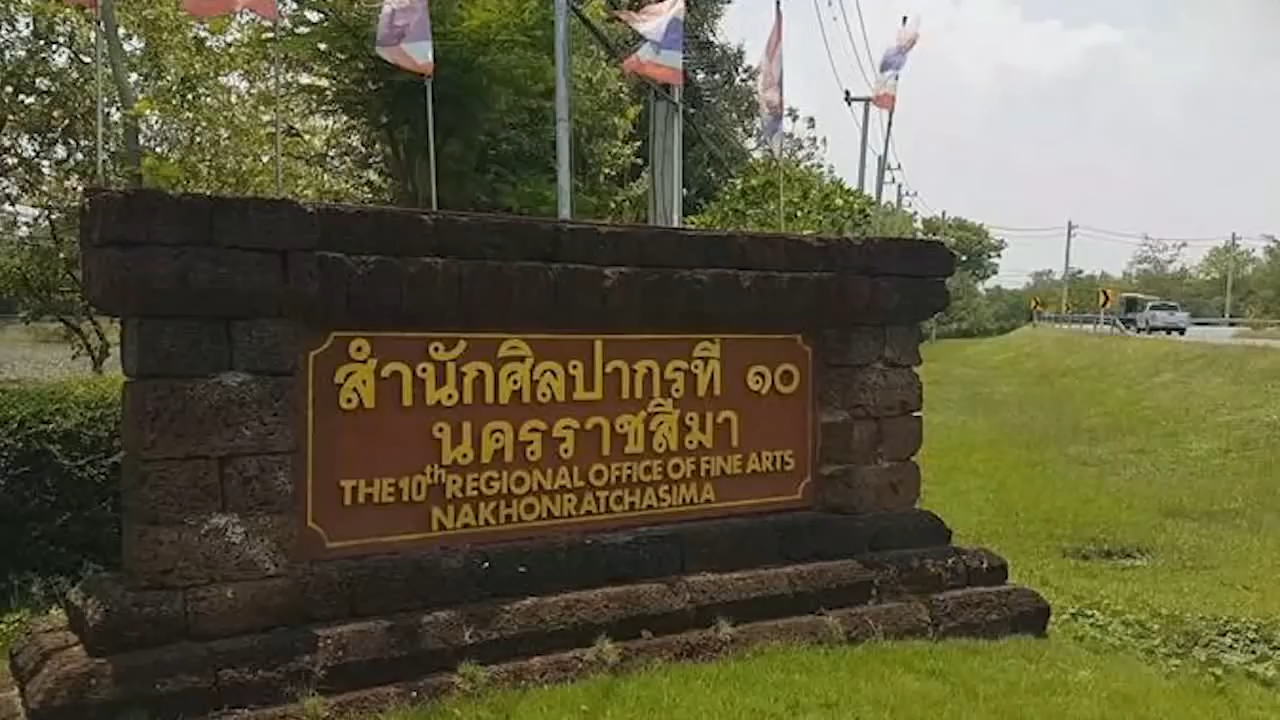 สำนักศิลปากรที่ ๑๐
นครราชสีมา
THE 10th REGIONAL OFFICE OF FINE ARTS
NAKHONRATCHASIMA